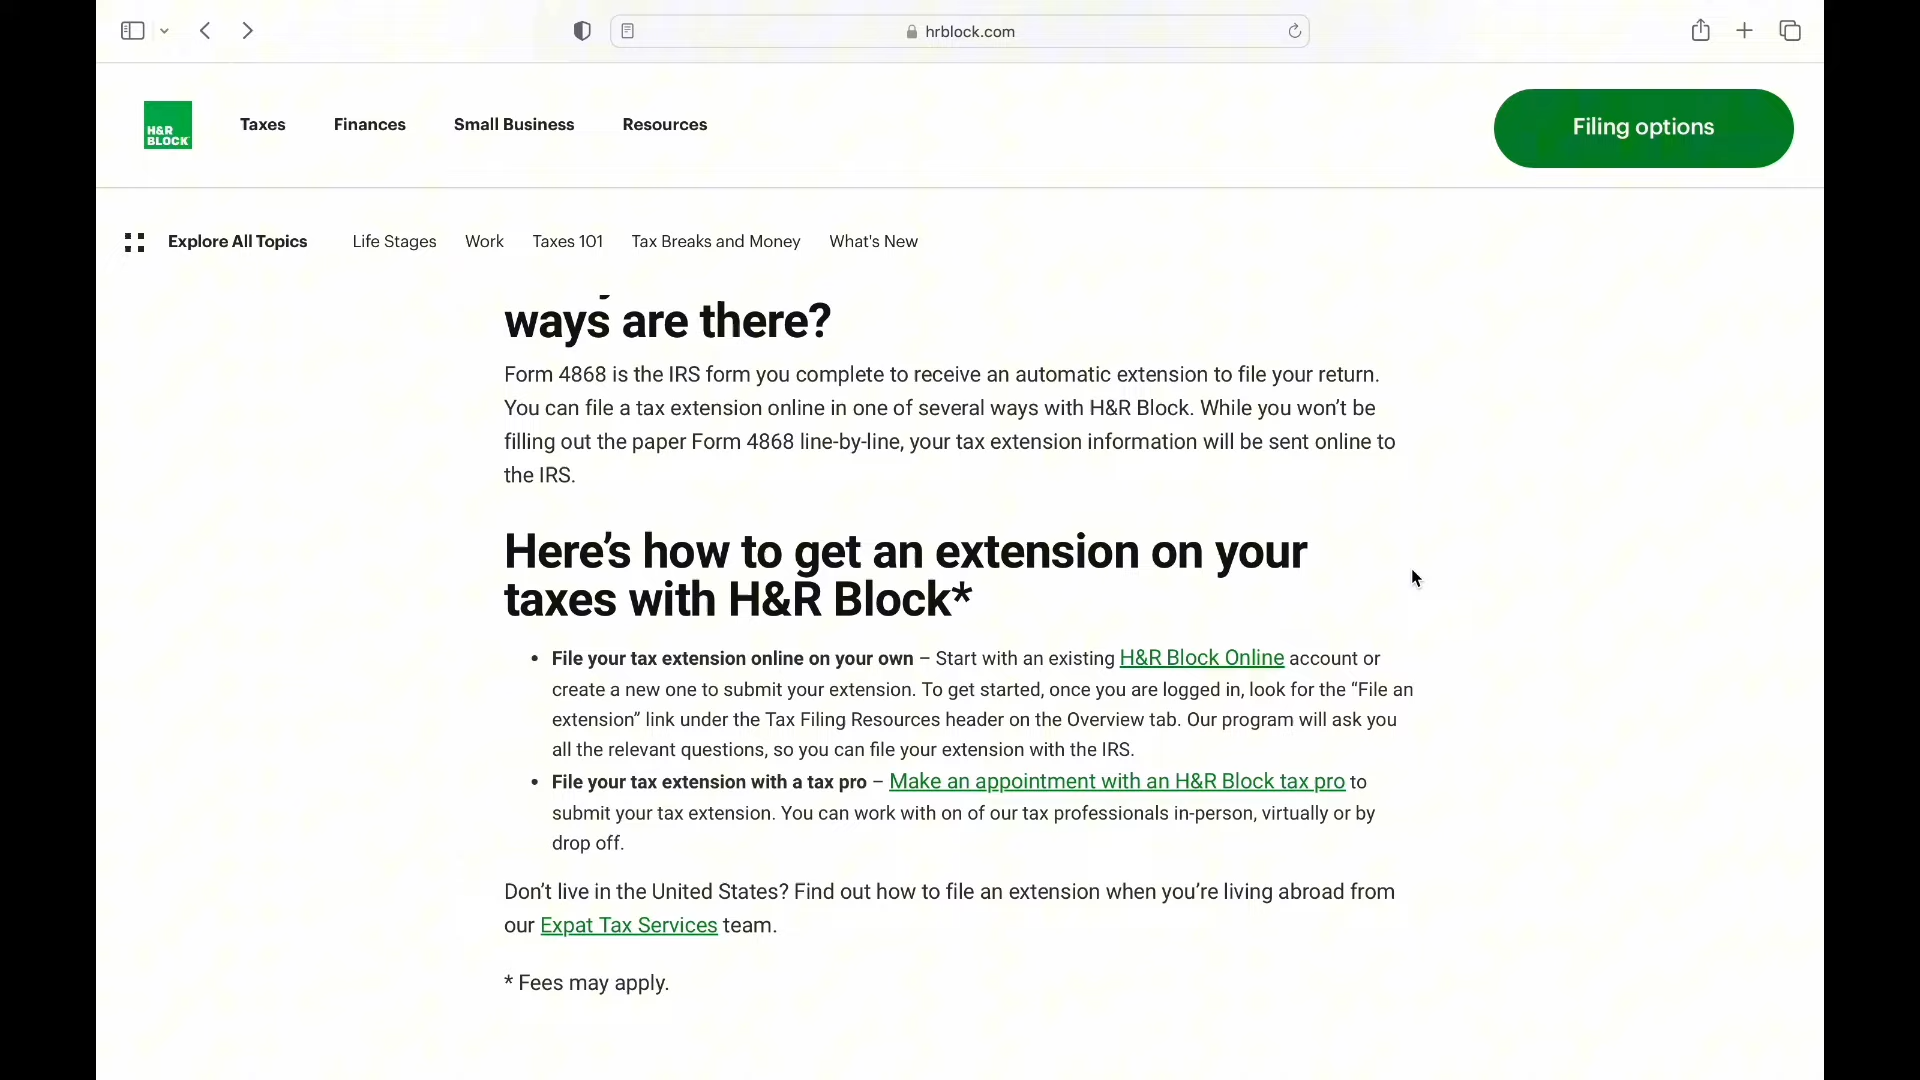 hrblock.com
H&R
BLOCK
Taxes
Finances
Small Business
Resources
Filing options
Explore All Topics
Life Stages
Work
Taxes 101
Tax Breaks and Money
What's New
ways are there?
Form 4868 is the IRS form you complete to receive an automatic extension to file your return.
You can file a tax extension online in one of several ways with H&R Block. While you won’t be
filling out the paper Form 4868 line-by-line, your tax extension information will be sent online to
the IRS.
Here’s how to get an extension on your
taxes with H&R Block*
• File your tax extension online on your own – Start with an existing H&R Block Online account or
create a new one to submit your extension. To get started, once you are logged in, look for the “File an
extension” link under the Tax Filing Resources header on the Overview tab. Our program will ask you
all the relevant questions, so you can file your extension with the IRS.
• File your tax extension with a tax pro – Make an appointment with an H&R Block tax pro to
submit your tax extension. You can work with on of our tax professionals in-person, virtually or by
drop off.
Don’t live in the United States? Find out how to file an extension when you’re living abroad from
our Expat Tax Services team.
* Fees may apply.